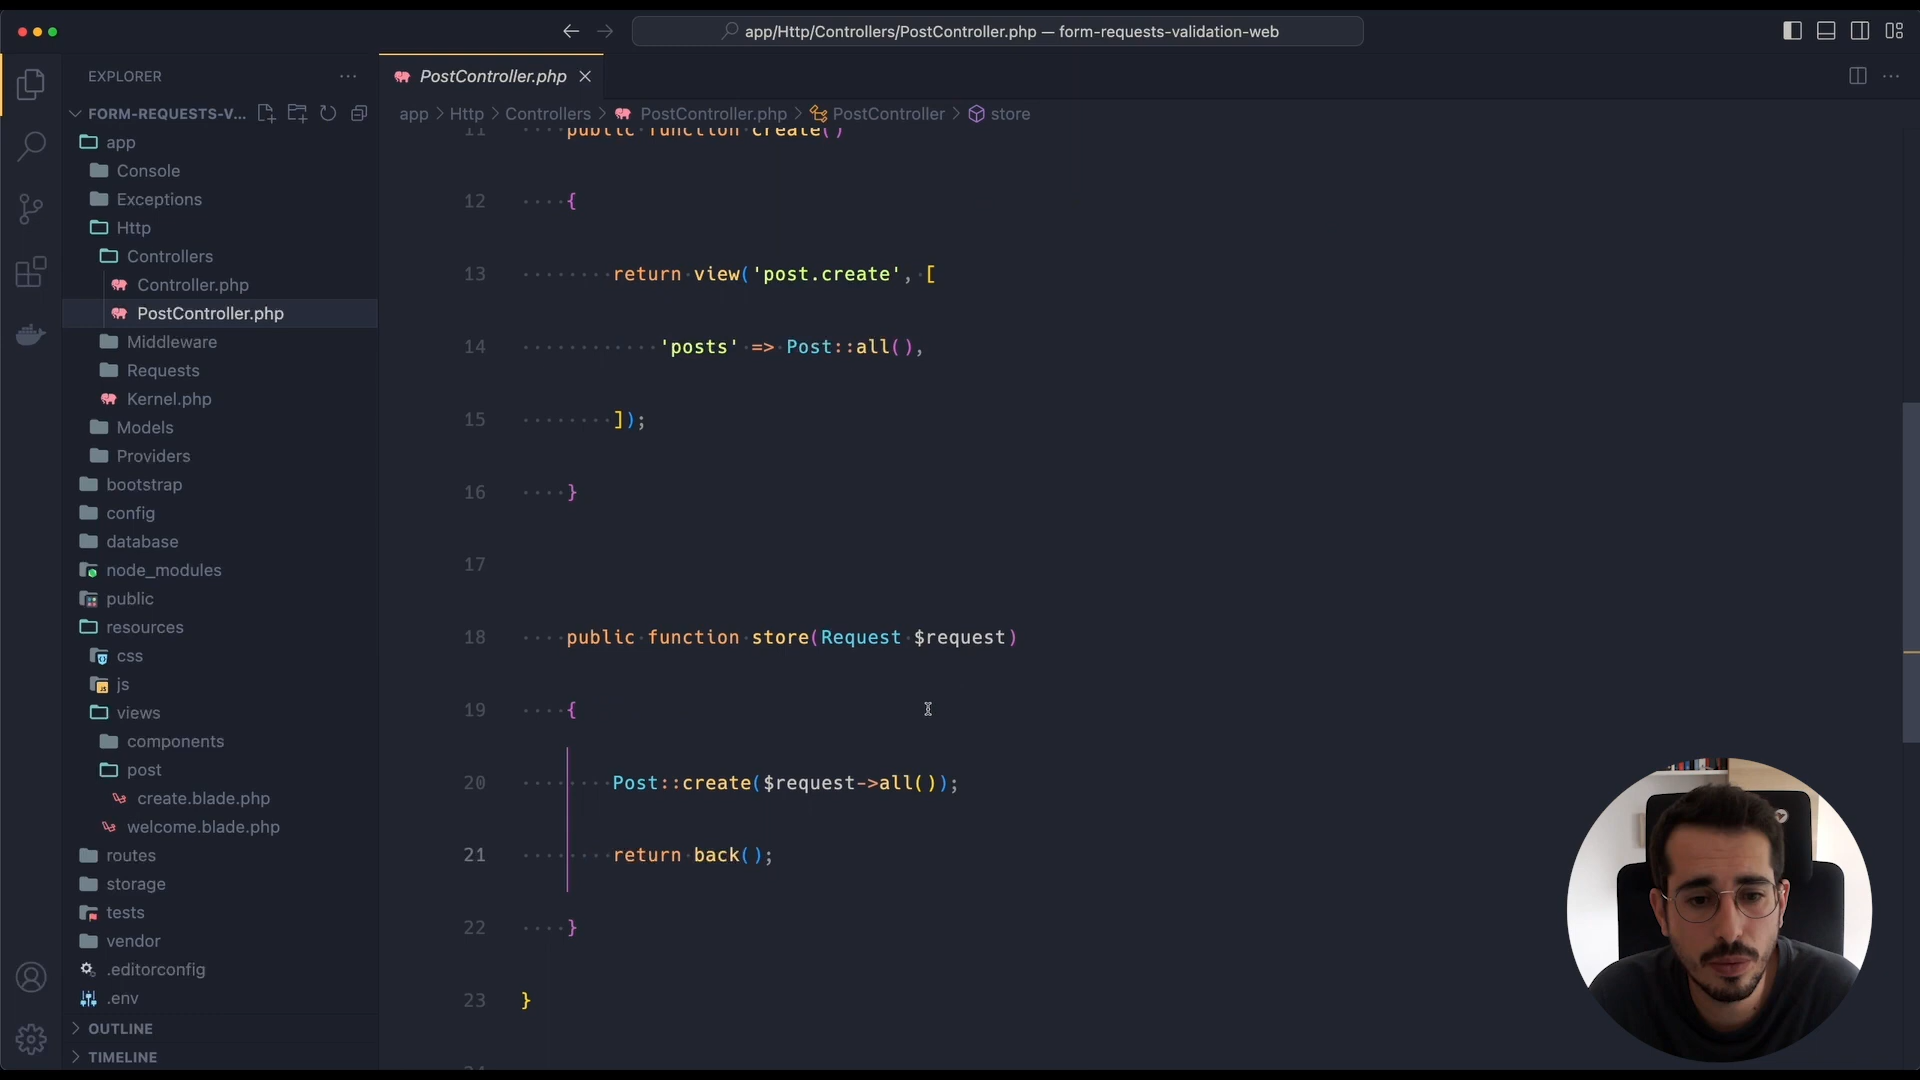 app/Http/Controllers/PostController.php — form-requests-validation-web
EXPLORER
FORM-REQUESTS-V...
app
Console
Exceptions
Http
Controllers
Controller.php
PostController.php
Middleware
Requests
Kernel.php
Models
Providers
bootstrap
config
database
node_modules
public
resources
css
js
views
components
post
create.blade.php
welcome.blade.php
routes
storage
tests
vendor
.editorconfig
.env
OUTLINE
TIMELINE
PostController.php
app > Http > Controllers > PostController.php > PostController > store
11 public function create()
12 {
13 return view('post.create', [
14 'posts' => Post::all(),
15 ]);
16 }
17
18 public function store(Request $request)
19 {
20 Post::create($request->all());
21 return back();
22 }
23 }